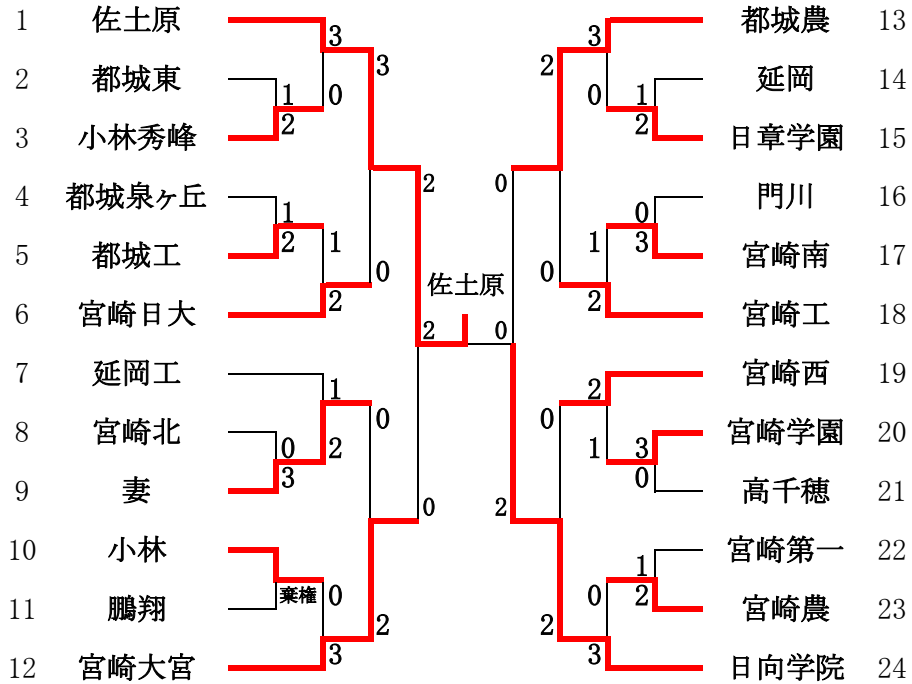 1 佐土原 3 3 都城農 13
2 都城東 1 0 2 0 1 延岡 14
3 小林秀峰 2 2 日章学園 15
4 都城泉ヶ丘 1 2 0 0 門川 16
5 都城工 2 1 0 0 1 3 宮崎南 17
6 宮崎日大 2 佐土原 2 宮崎工 18
2 0
7 延岡工 1 2 宮崎西 19
8 宮崎北 0 2 0 0 1 3 宮崎学園 20
9 妻 3 0 2 0 高千穂 21
10 小林 1 宮崎第一 22
11 鵬翔 棄権 0 2 2 0 2 宮崎農 23
12 宮崎大宮 3 3 日向学院 24